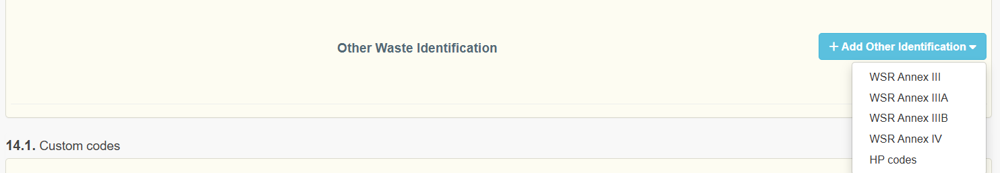 Other Waste Identification
+ Add Other Identification
WSR Annex III
WSR Annex IIIA
WSR Annex IIIB
WSR Annex IV
HP codes
14.1. Custom codes